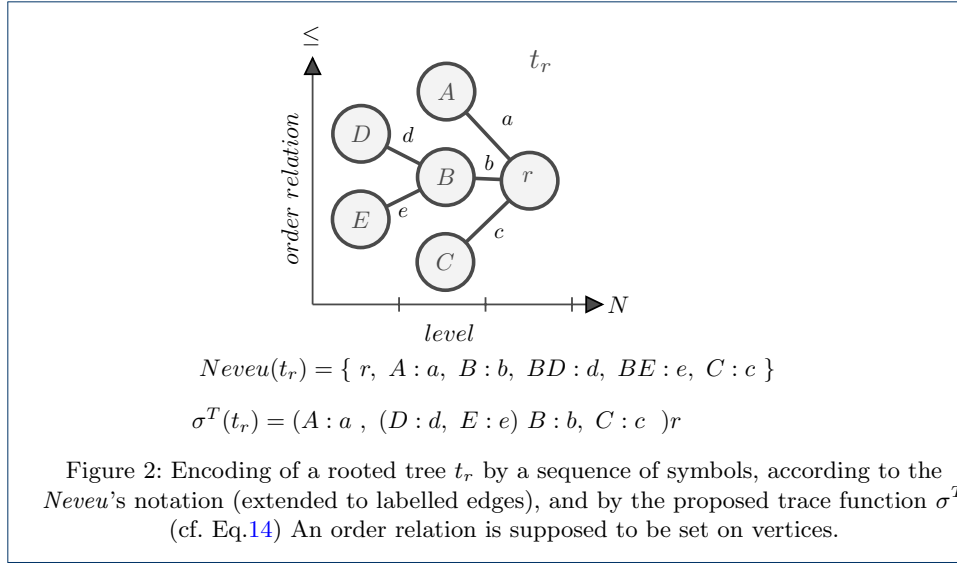 ≤
t_r
A
a
D
d
B
b
r
E
e
C
c
order relation
N
level
Neveu(t_r) = { r, A : a, B : b, BD : d, BE : e, C : c }
σ^T(t_r) = (A : a , (D : d, E : e) B : b, C : c )r
Figure 2: Encoding of a rooted tree t_r by a sequence of symbols, according to the
Neveu's notation (extended to labelled edges), and by the proposed trace function σ^T
(cf. Eq.14) An order relation is supposed to be set on vertices.